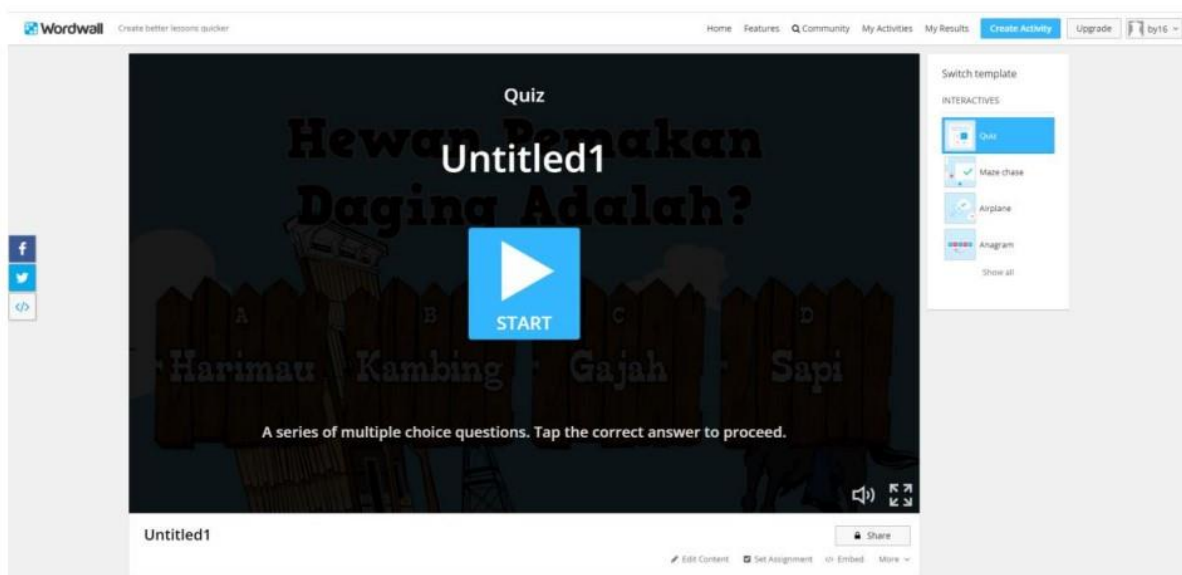 Wordwall Create better lessons quicker Home Features Community My Activities My Results Create Activity Upgrade by16
Switch template
INTERACTIVES
Quiz
Maze chase
Airplane
Anagram
Show all
Quiz
Hewan Pemakan
Untitled1
Daging Adalah?
START
A B C D
Harimau Kambing Gajah Sapi
A series of multiple choice questions. Tap the correct answer to proceed.
Untitled1
Share
Edit Content Set Assignment Embed More